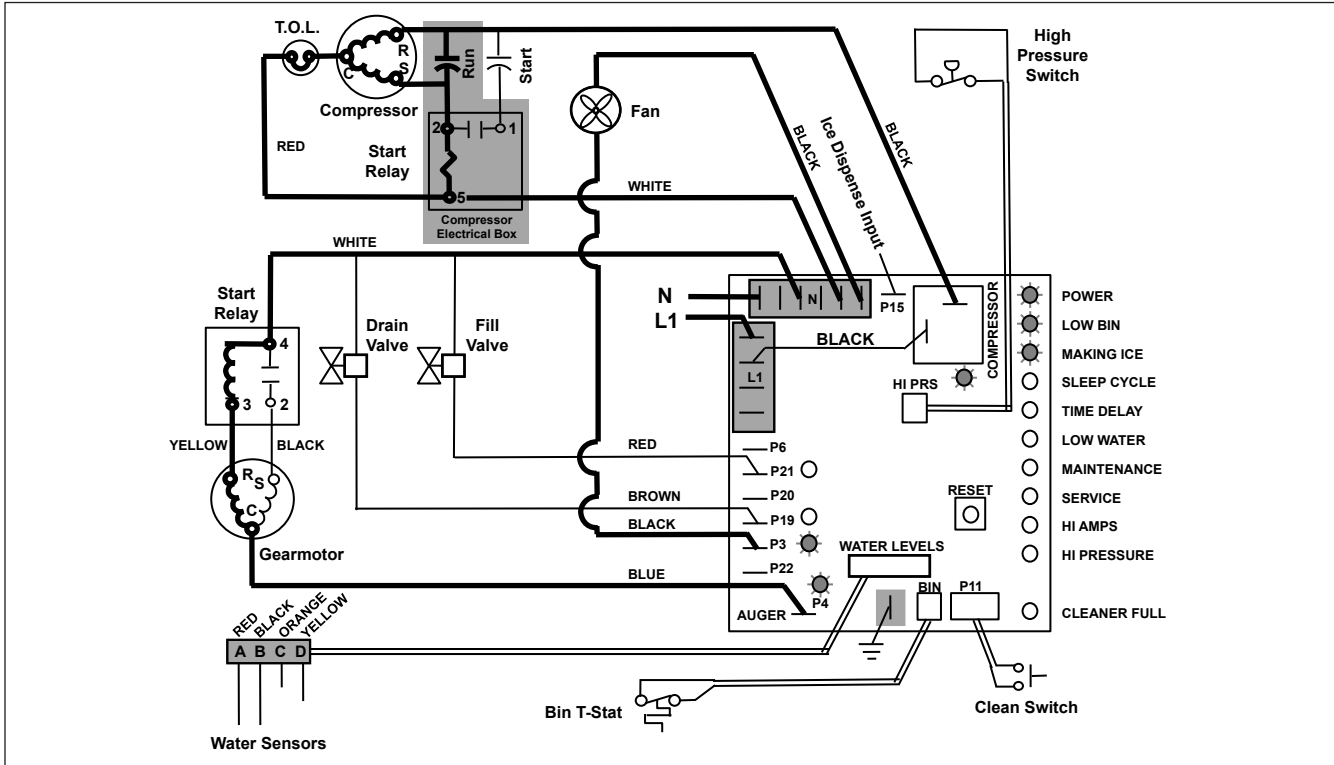 T.O.L.
R
S
C
Compressor
Run
Start
High
Pressure
Switch
Fan
2
1
Start
Relay
5
Compressor
Electrical Box
RED
WHITE
BLACK
Ice Dispense Input
BLACK
WHITE
Start
Relay
4
3
2
Drain
Valve
Fill
Valve
N
L1
N
P15
BLACK
L1
COMPRESSOR
HI PRS
POWER
LOW BIN
MAKING ICE
SLEEP CYCLE
TIME DELAY
LOW WATER
MAINTENANCE
SERVICE
HI AMPS
HI PRESSURE
CLEANER FULL
YELLOW
BLACK
R
S
C
Gearmotor
RED
BROWN
BLACK
BLUE
P6
P21
P20
P19
P3
P22
P4
AUGER
RESET
WATER LEVELS
BIN
P11
RED
BLACK
ORANGE
YELLOW
A B C D
Water Sensors
Bin T-Stat
Clean Switch